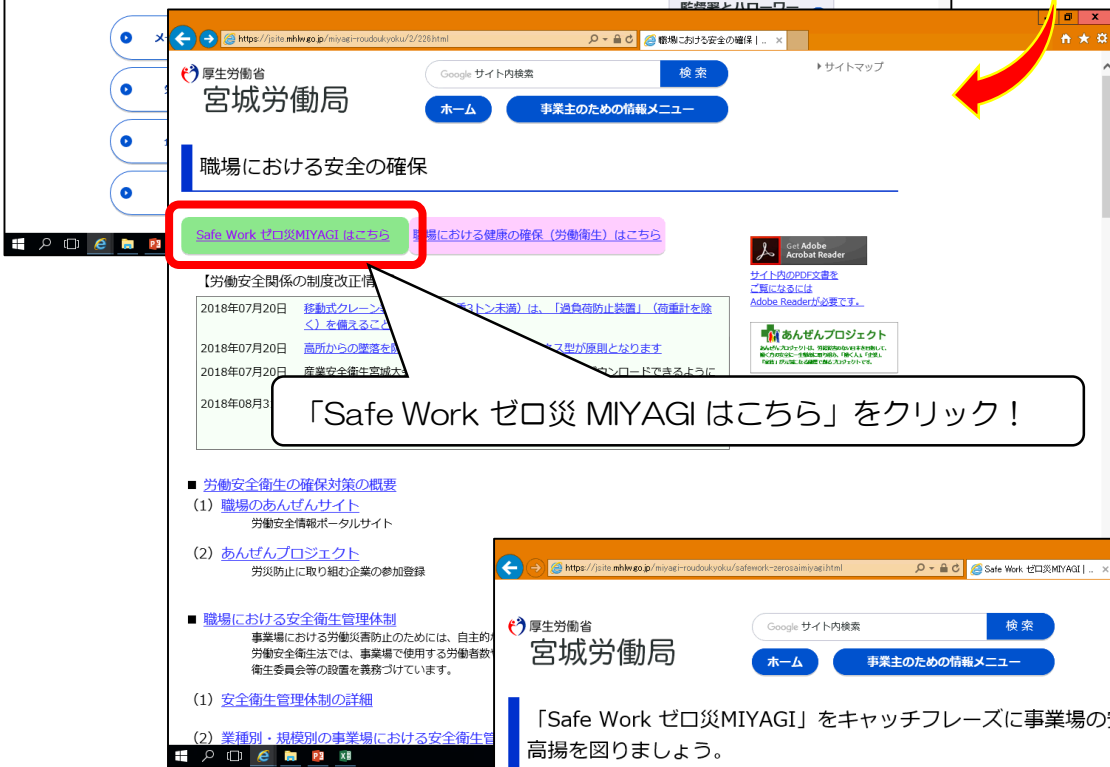 監督署とハローワー
https://jsite.mhlw.go.jp/miyagi-roudoukyoku/2/226html
職場における安全の確保 | ...
厚生労働省
宮城労働局
Google サイト内検索
検索
サイトマップ
ホーム
事業主のための情報メニュー
職場における安全の確保
Safe Work ゼロ災MIYAGI はこちら
職場における健康の確保（労働衛生）はこちら
Get Adobe
Acrobat Reader
サイト内のPDF文書を
ご覧になるには
Adobe Readerが必要です。
【労働安全関係の制度改正情
2018年07月20日 移動式クレーン
重3トン未満）は、「過負荷防止装置」（荷重計を除
く）を備えること
2018年07月20日 高所からの墜落を
ネス型が原則となります
2018年07月20日 産業安全衛生宮城大
ウンロードできるように
2018年08月3
あんぜんプロジェクト
「Safe Work ゼロ災 MIYAGI はこちら」をクリック！
■ 労働安全衛生の確保対策の概要
(1) 職場のあんぜんサイト
労働安全情報ポータルサイト
(2) あんぜんプロジェクト
労災防止に取り組む企業の参加登録
■ 職場における安全衛生管理体制
事業場における労働災害防止のためには、自主的
労働安全衛生法では、事業場で使用する労働者数や
衛生委員会等の設置を義務づけています。
(1) 安全衛生管理体制の詳細
(2) 業種別・規模別の事業場における安全衛生管
https://jsite.mhlw.go.jp/miyagi-roudoukyoku/safework-zerosaimiyagi.html
Safe Work ゼロ災MIYAGI | ...
厚生労働省
宮城労働局
Google サイト内検索
検索
ホーム
事業主のための情報メニュー
「Safe Work ゼロ災MIYAGI」をキャッチフレーズに事業場の安
高揚を図りましょう。